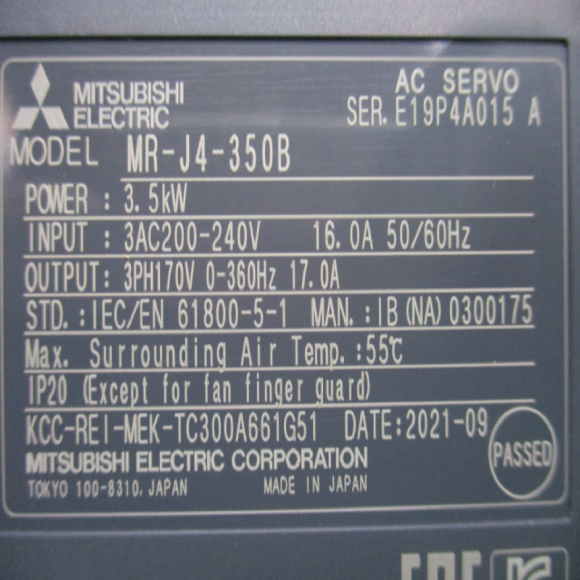 MITSUBISHI ELECTRIC
AC SERVO
SER. E19P4A015 A
MODEL MR-J4-350B
POWER : 3.5kW
INPUT : 3AC200-240V 16.0A 50/60Hz
OUTPUT: 3PH170V 0-360Hz 17.0A
STD. : IEC/EN 61800-5-1 MAN. : IB (NA) 0300175
Max. Surrounding Air Temp. :55℃
IP20 (Except for fan finger guard)
KCC-REI-MEK-TC300A661G51 DATE:2021-09
PASSED
MITSUBISHI ELECTRIC CORPORATION
TOKYO 100-8310, JAPAN MADE IN JAPAN